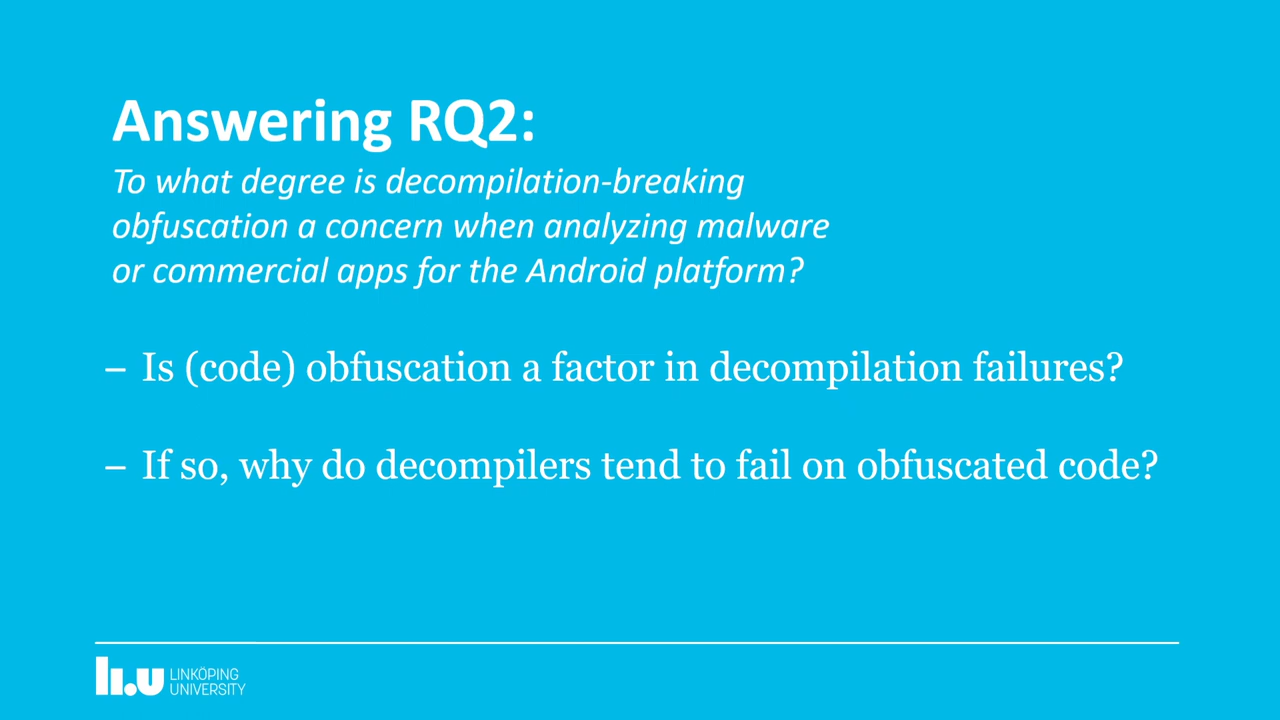 Answering RQ2:
To what degree is decompilation-breaking
obfuscation a concern when analyzing malware
or commercial apps for the Android platform?
– Is (code) obfuscation a factor in decompilation failures?
– If so, why do decompilers tend to fail on obfuscated code?
li.u LINKÖPING
UNIVERSITY